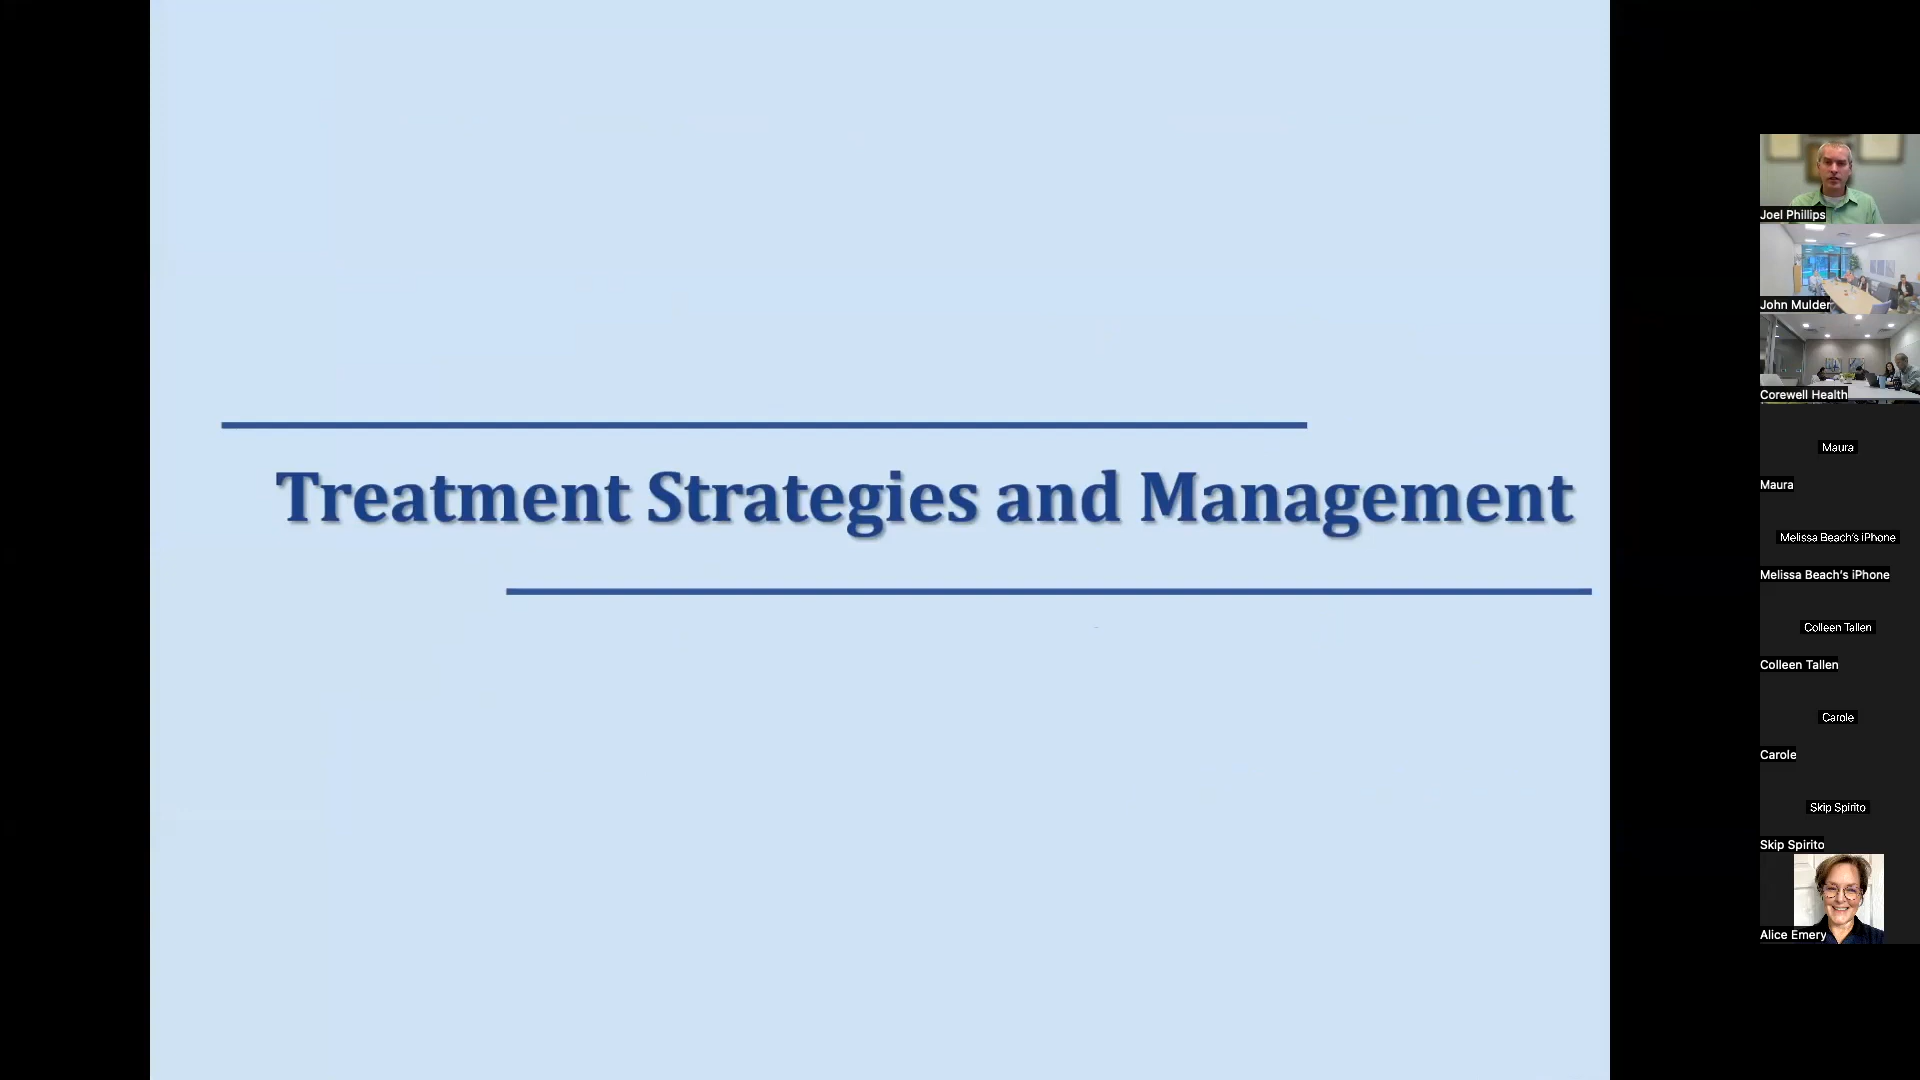 Treatment Strategies and Management
Joel Phillips
John Mulder
Corewell Health
Maura
Maura
Melissa Beach's iPhone
Melissa Beach's iPhone
Colleen Tallen
Colleen Tallen
Carole
Carole
Skip Spirito
Skip Spirito
Alice Emery